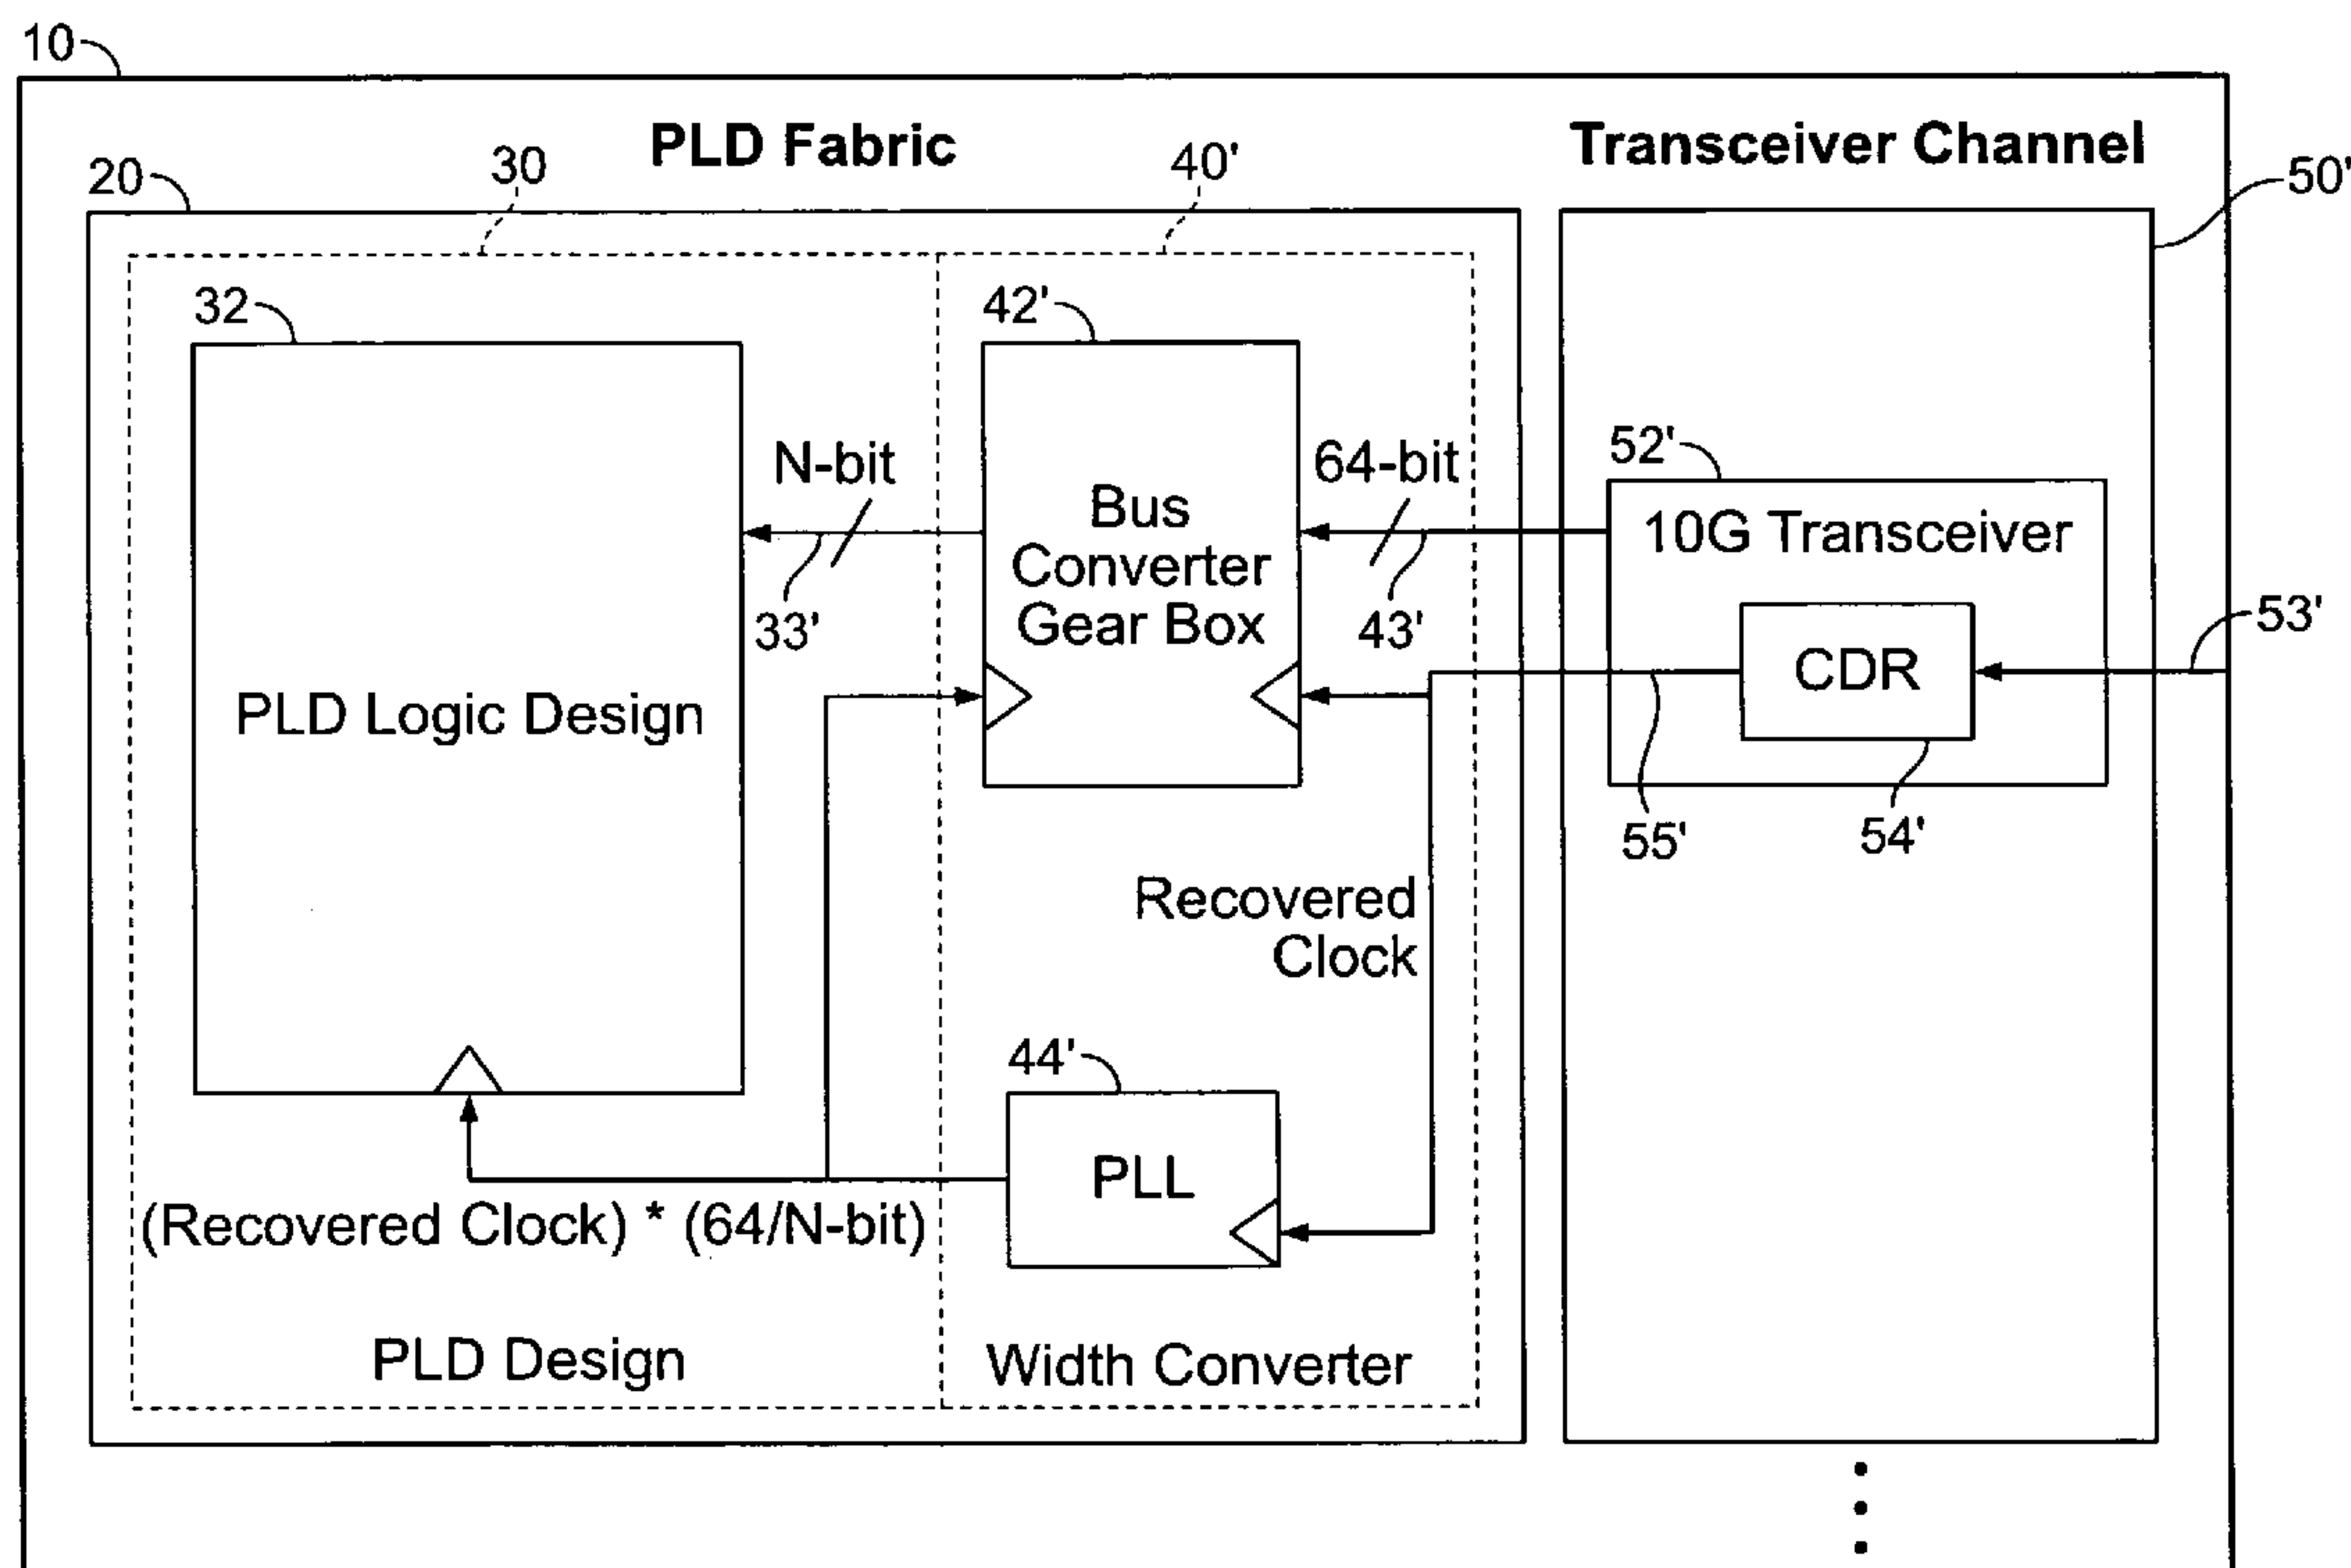 10
PLD Fabric
Transceiver Channel
20
30
40'
50'
32
42'
N-bit
64-bit
52'
Bus
Converter
Gear Box
10G Transceiver
33'
43'
53'
CDR
PLD Logic Design
55'
54'
Recovered
Clock
44'
PLL
(Recovered Clock) * (64/N-bit)
PLD Design
Width Converter